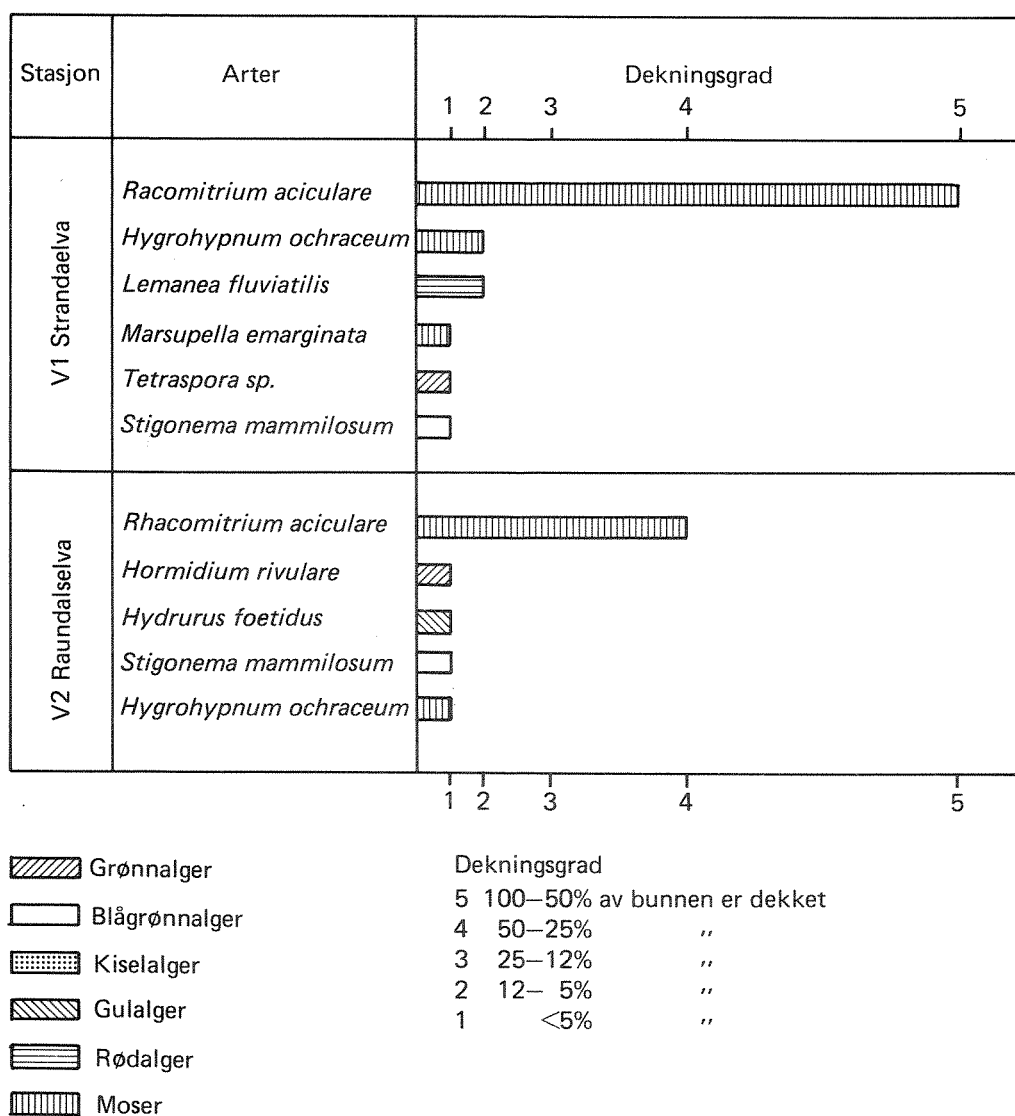 Stasjon Arter Dekningsgrad
1 2 3 4 5
V1 Strandaelva
Racomitrium aciculare
Hygrohypnum ochraceum
Lemanea fluviatilis
Marsupella emarginata
Tetraspora sp.
Stigonema mammilosum
V2 Raundalselva
Rhacomitrium aciculare
Hormidium rivulare
Hydrurus foetidus
Stigonema mammilosum
Hygrohypnum ochraceum
1 2 3 4 5
Grønnalger
Blågrønnalger
Kiselalger
Gulalger
Rødalger
Moser
Dekningsgrad
5 100–50% av bunnen er dekket
4 50–25% ,,
3 25–12% ,,
2 12– 5% ,,
1 <5% ,,